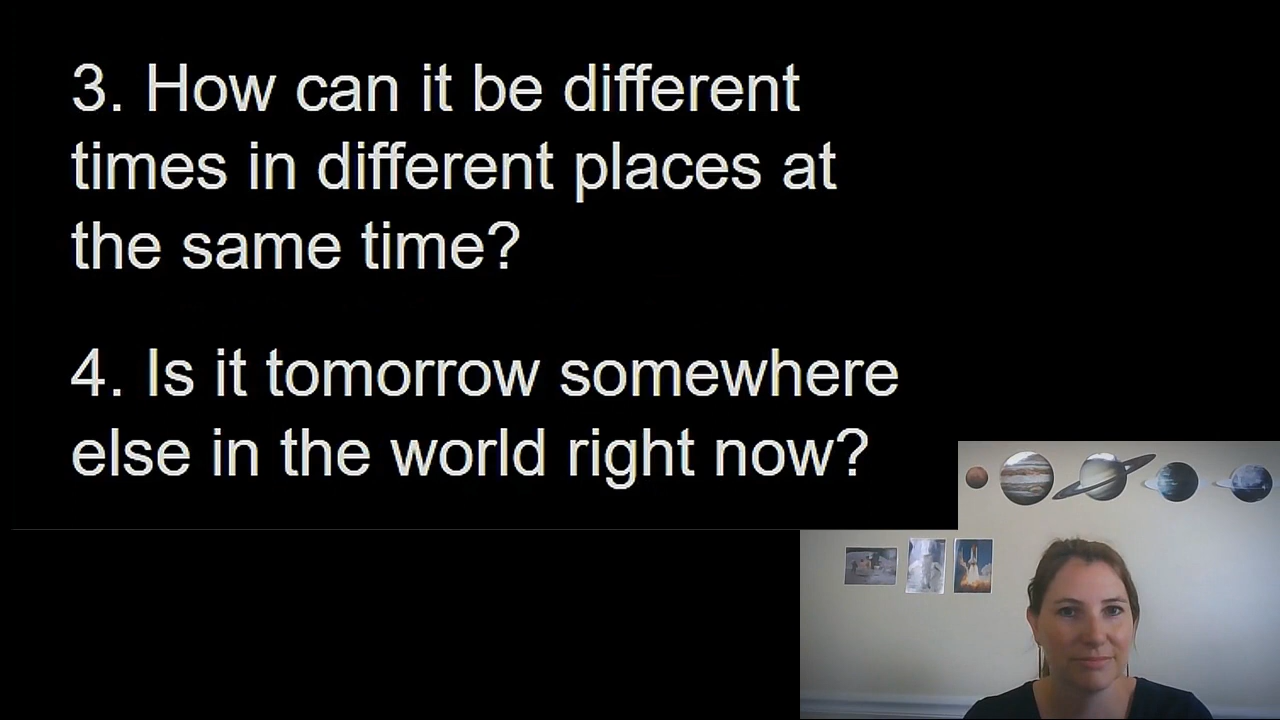 3. How can it be different
times in different places at
the same time?
4. Is it tomorrow somewhere
else in the world right now?